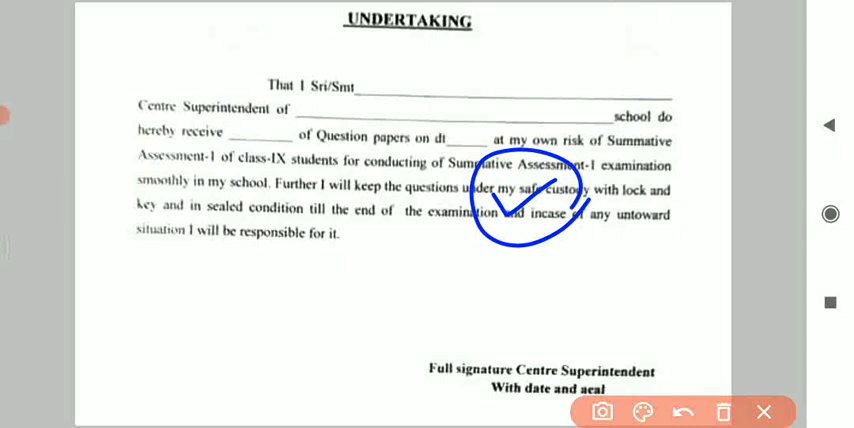 UNDERTAKING
That I Sri/Smt
Centre Superintendent of school do
hereby receive of Question papers on dt at my own risk of Summative
Assessment-I of class-IX students for conducting of Summative Assessment-I examination
smoothly in my school. Further I will keep the questions under my safe custody with lock and
key and in sealed condition till the end of the examination and incase of any untoward
situation I will be responsible for it.
Full signature Centre Superintendent
With date and aeal